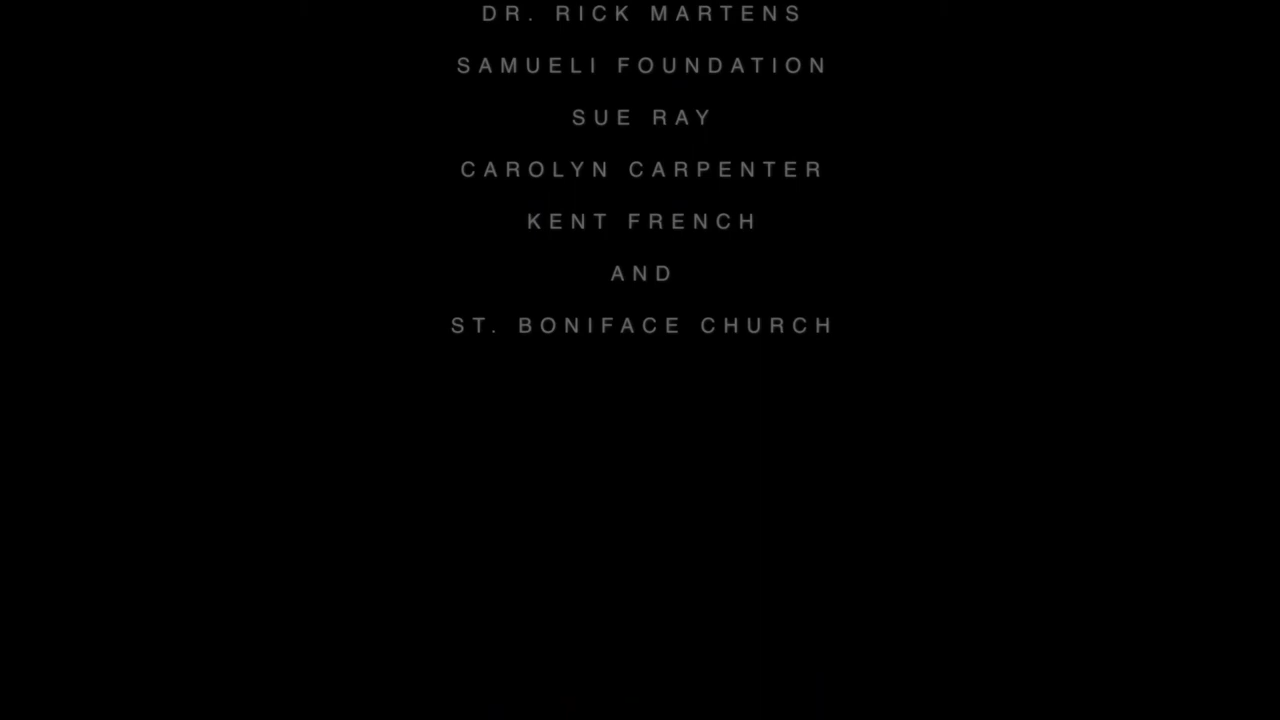 DR. RICK MARTENS
SAMUELI FOUNDATION
SUE RAY
CAROLYN CARPENTER
KENT FRENCH
AND
ST. BONIFACE CHURCH